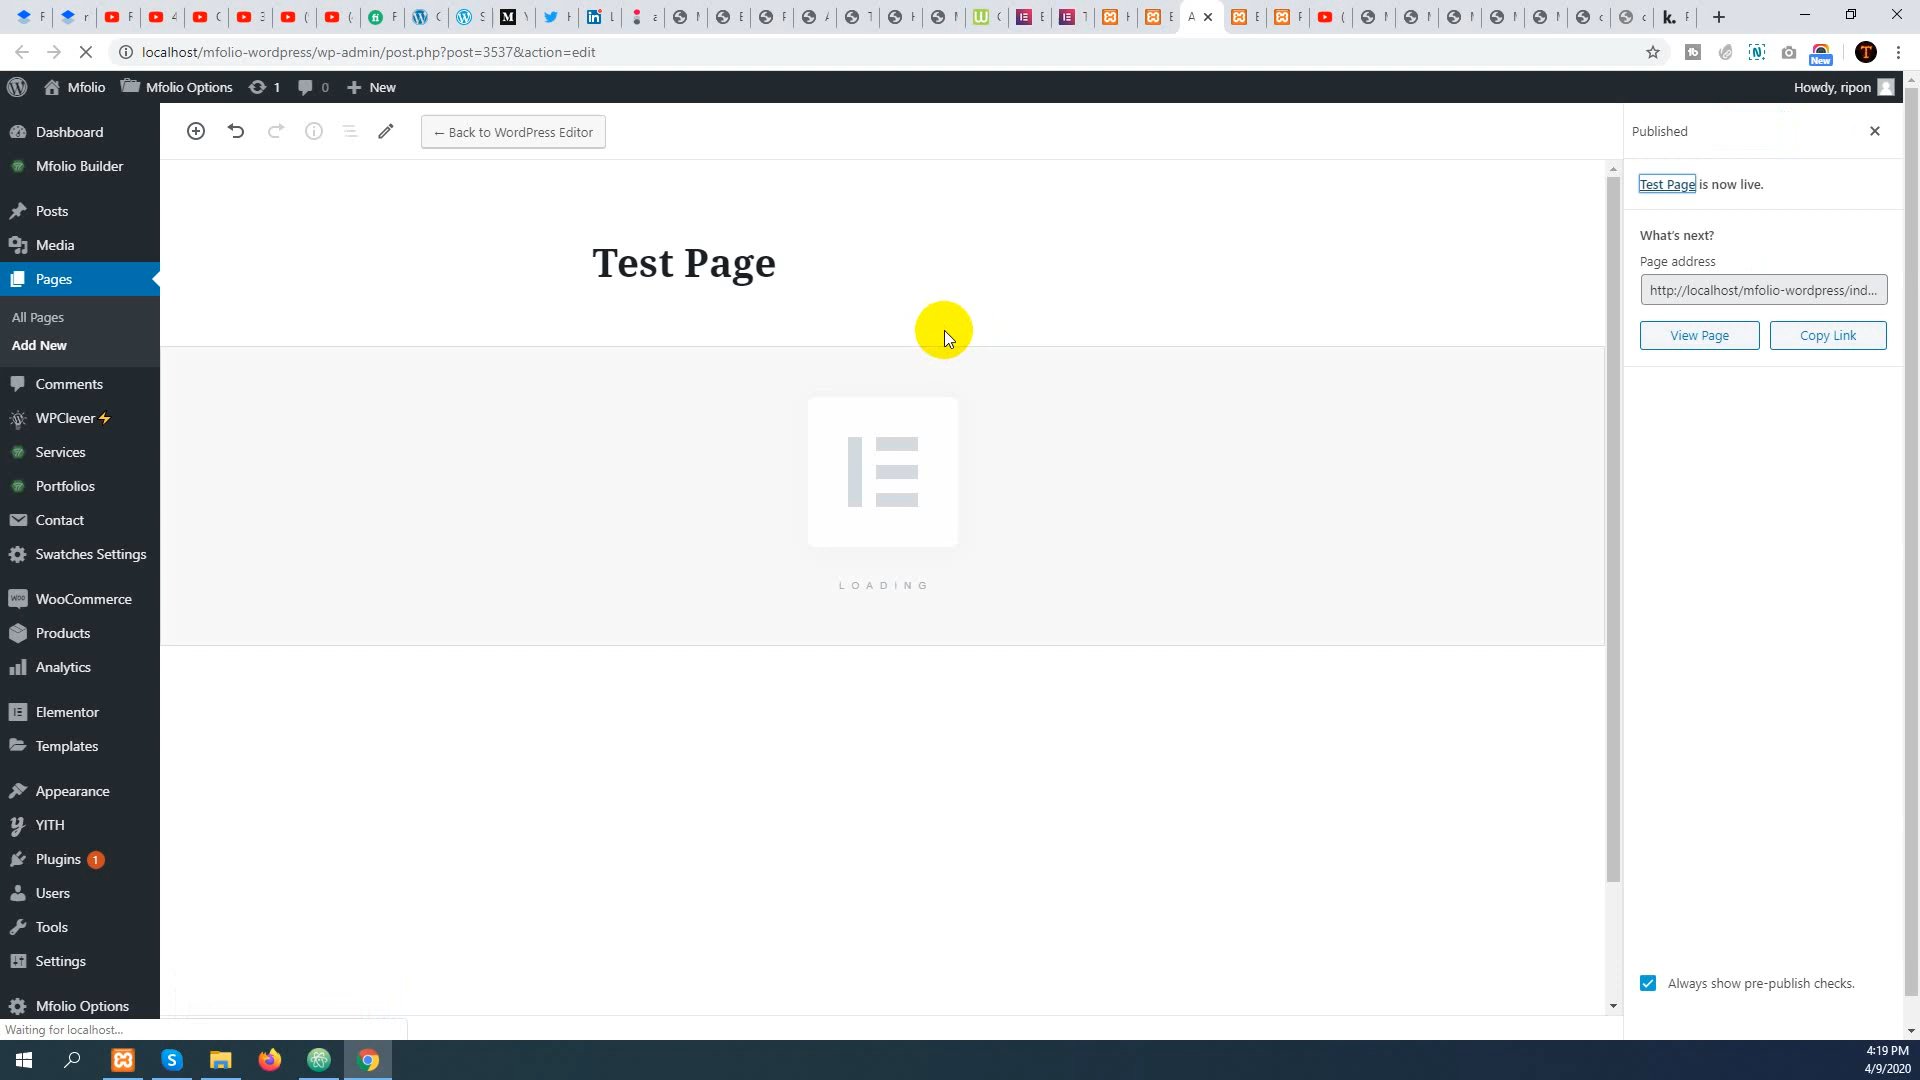 localhost/mfolio-wordpress/wp-admin/post.php?post=3537&action=edit
New
Mfolio
Mfolio Options
1
0
New
Howdy, ripon
Dashboard
Mfolio Builder
Posts
Media
Pages
All Pages
Add New
Comments
WPClever⚡
Services
Portfolios
Contact
Swatches Settings
WooCommerce
Products
Analytics
Elementor
Templates
Appearance
YITH
Plugins 1
Users
Tools
Settings
Mfolio Options
← Back to WordPress Editor
Test Page
LOADING
Published
Test Page is now live.
What's next?
Page address
http://localhost/mfolio-wordpress/ind...
View Page
Copy Link
Always show pre-publish checks.
Waiting for localhost...
4:19 PM
4/9/2020